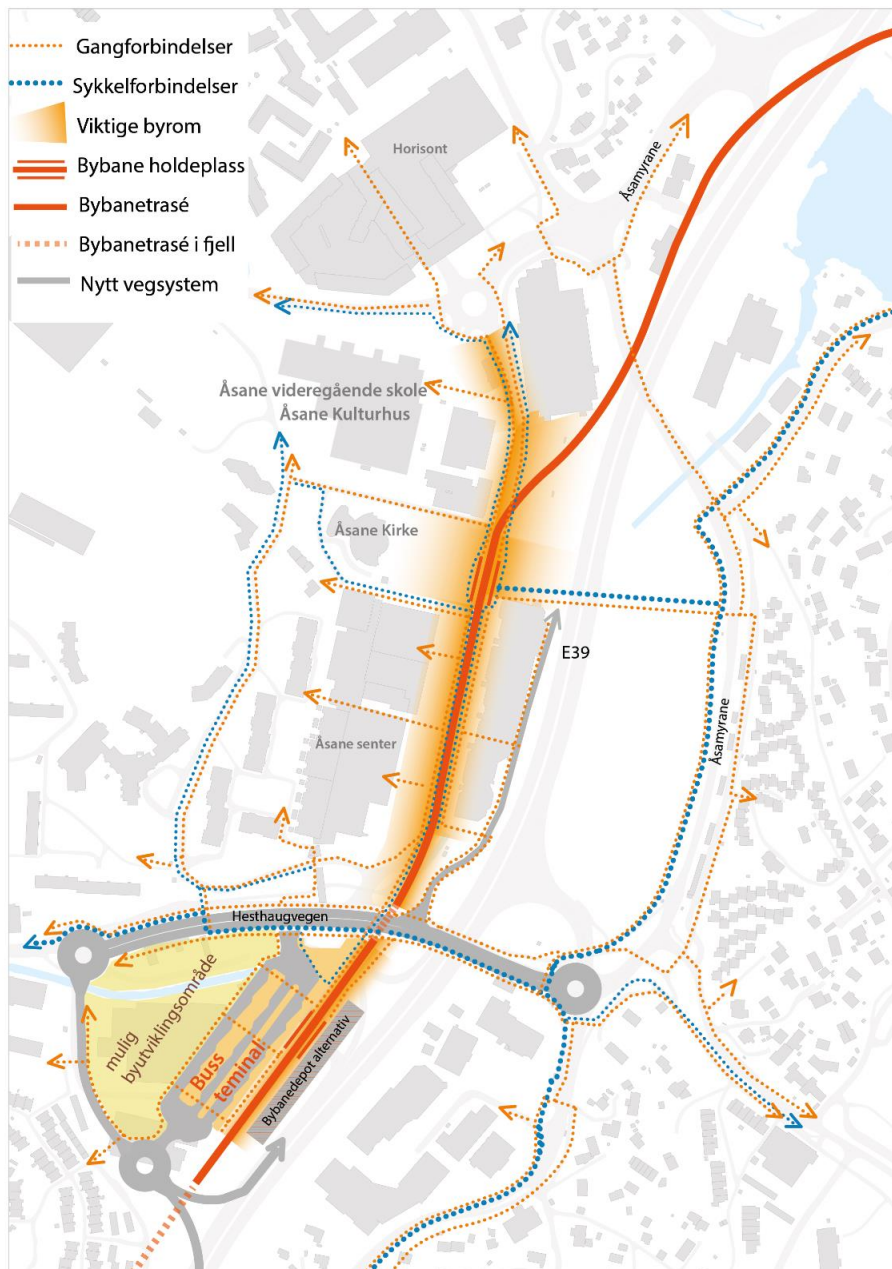 Gangforbindelser
Sykkelforbindelser
Viktige byrom
Bybane holdeplass
Bybanetrasé
Bybanetrasé i fjell
Nytt vegsystem
Horisont
Åsamyrane
Åsane videregående skole
Åsane Kulturhus
Åsane Kirke
E39
Åsane senter
Åsamyrane
Hesthaugvegen
mulig
byutviklingsområde
Buss
teminali
Bybanedepot alternativ